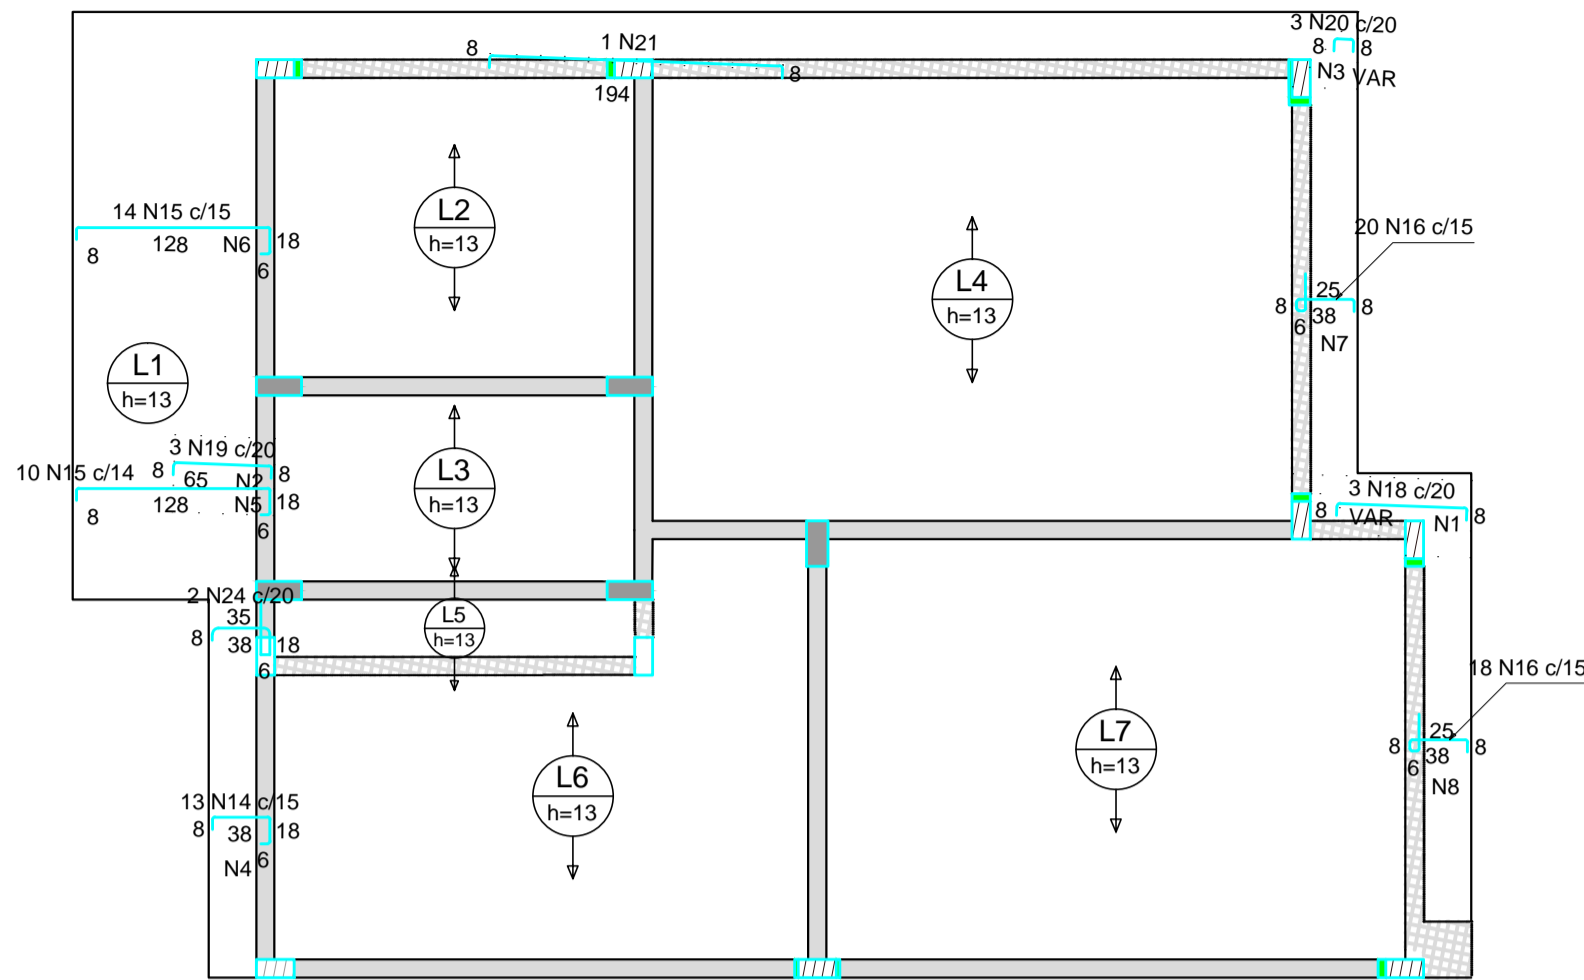 3 N20 c/20
8 8
N3 VAR
8 1 N21
194 8
14 N15 c/15
8 128 N6 18
6
L2
h=13
L4
h=13
20 N16 c/15
25
8 6 38 8
N7
L1
h=13
3 N19 c/20
8 65 N2 8
10 N15 c/14
8 128 N5 18
6
L3
h=13
3 N18 c/20
8 VAR N1 8
2 N24 c/20
35
8 38 18
6
L5
h=13
18 N16 c/15
25
8 6 38 8
N8
L6
h=13
L7
h=13
13 N14 c/15
8 38 18
N4 6